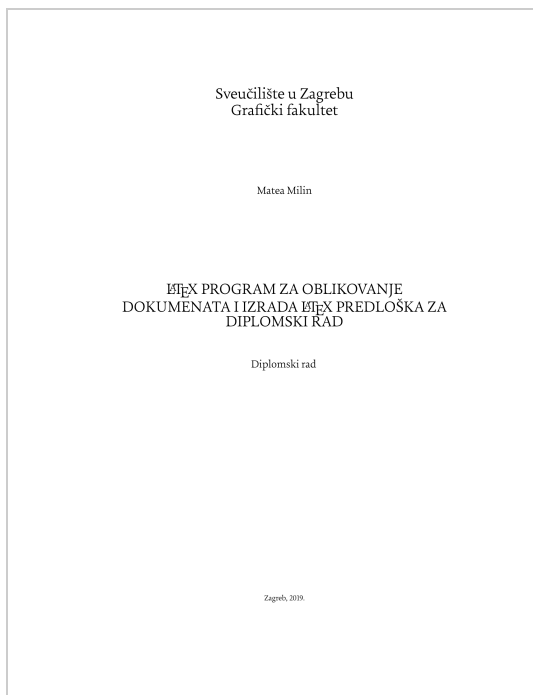 Sveučilište u Zagrebu
Grafički fakultet
Matea Milin
LATEX PROGRAM ZA OBLIKOVANJE
DOKUMENATA I IZRADA LATEX PREDLOŠKA ZA
DIPLOMSKI RAD
Diplomski rad
Zagreb, 2019.